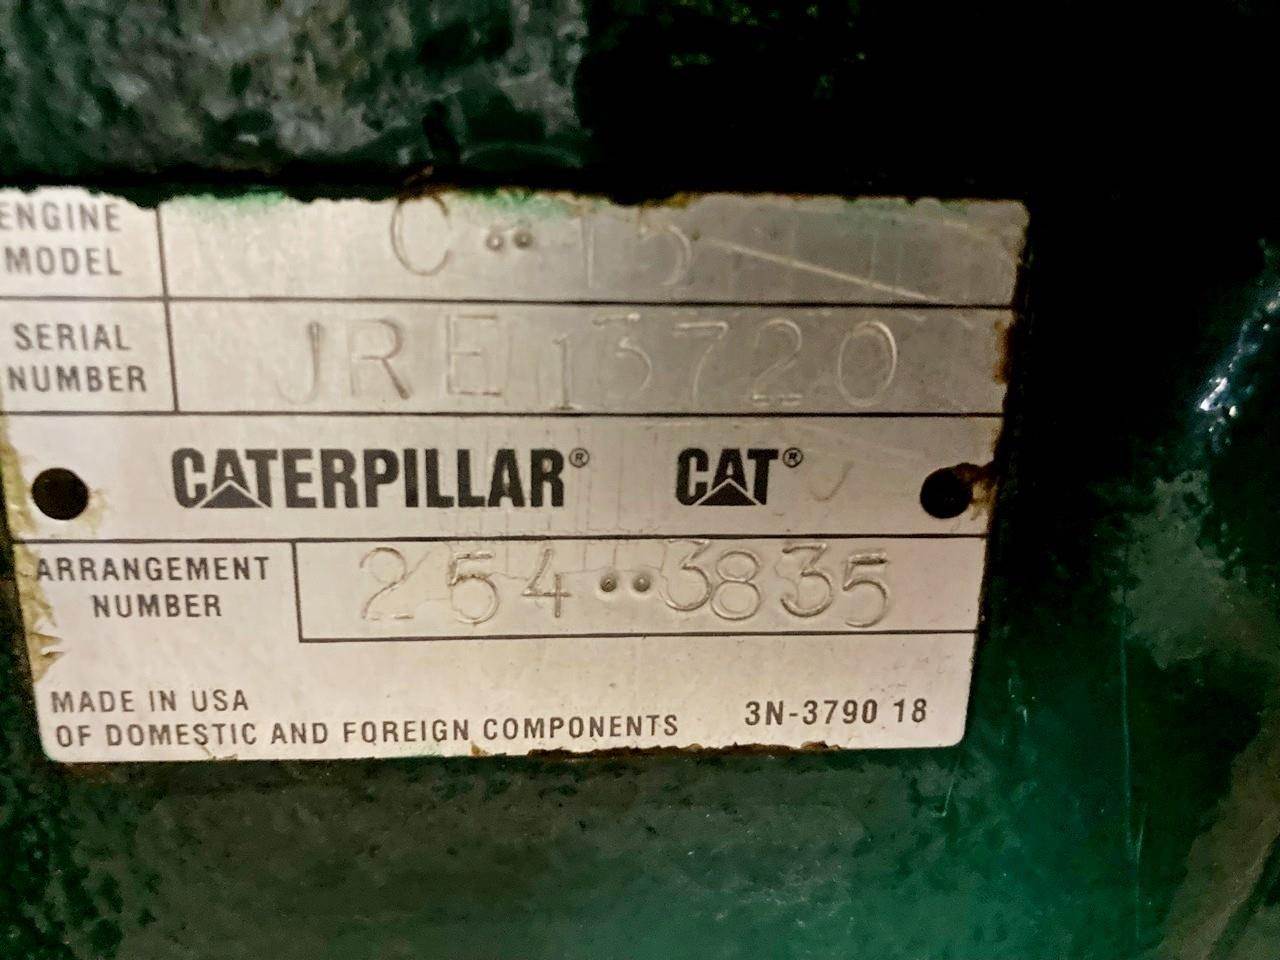 ENGINE MODEL C--15
SERIAL NUMBER JRE13720
CATERPILLAR® CAT®
ARRANGEMENT NUMBER 254--3835
MADE IN USA
OF DOMESTIC AND FOREIGN COMPONENTS 3N-3790 18